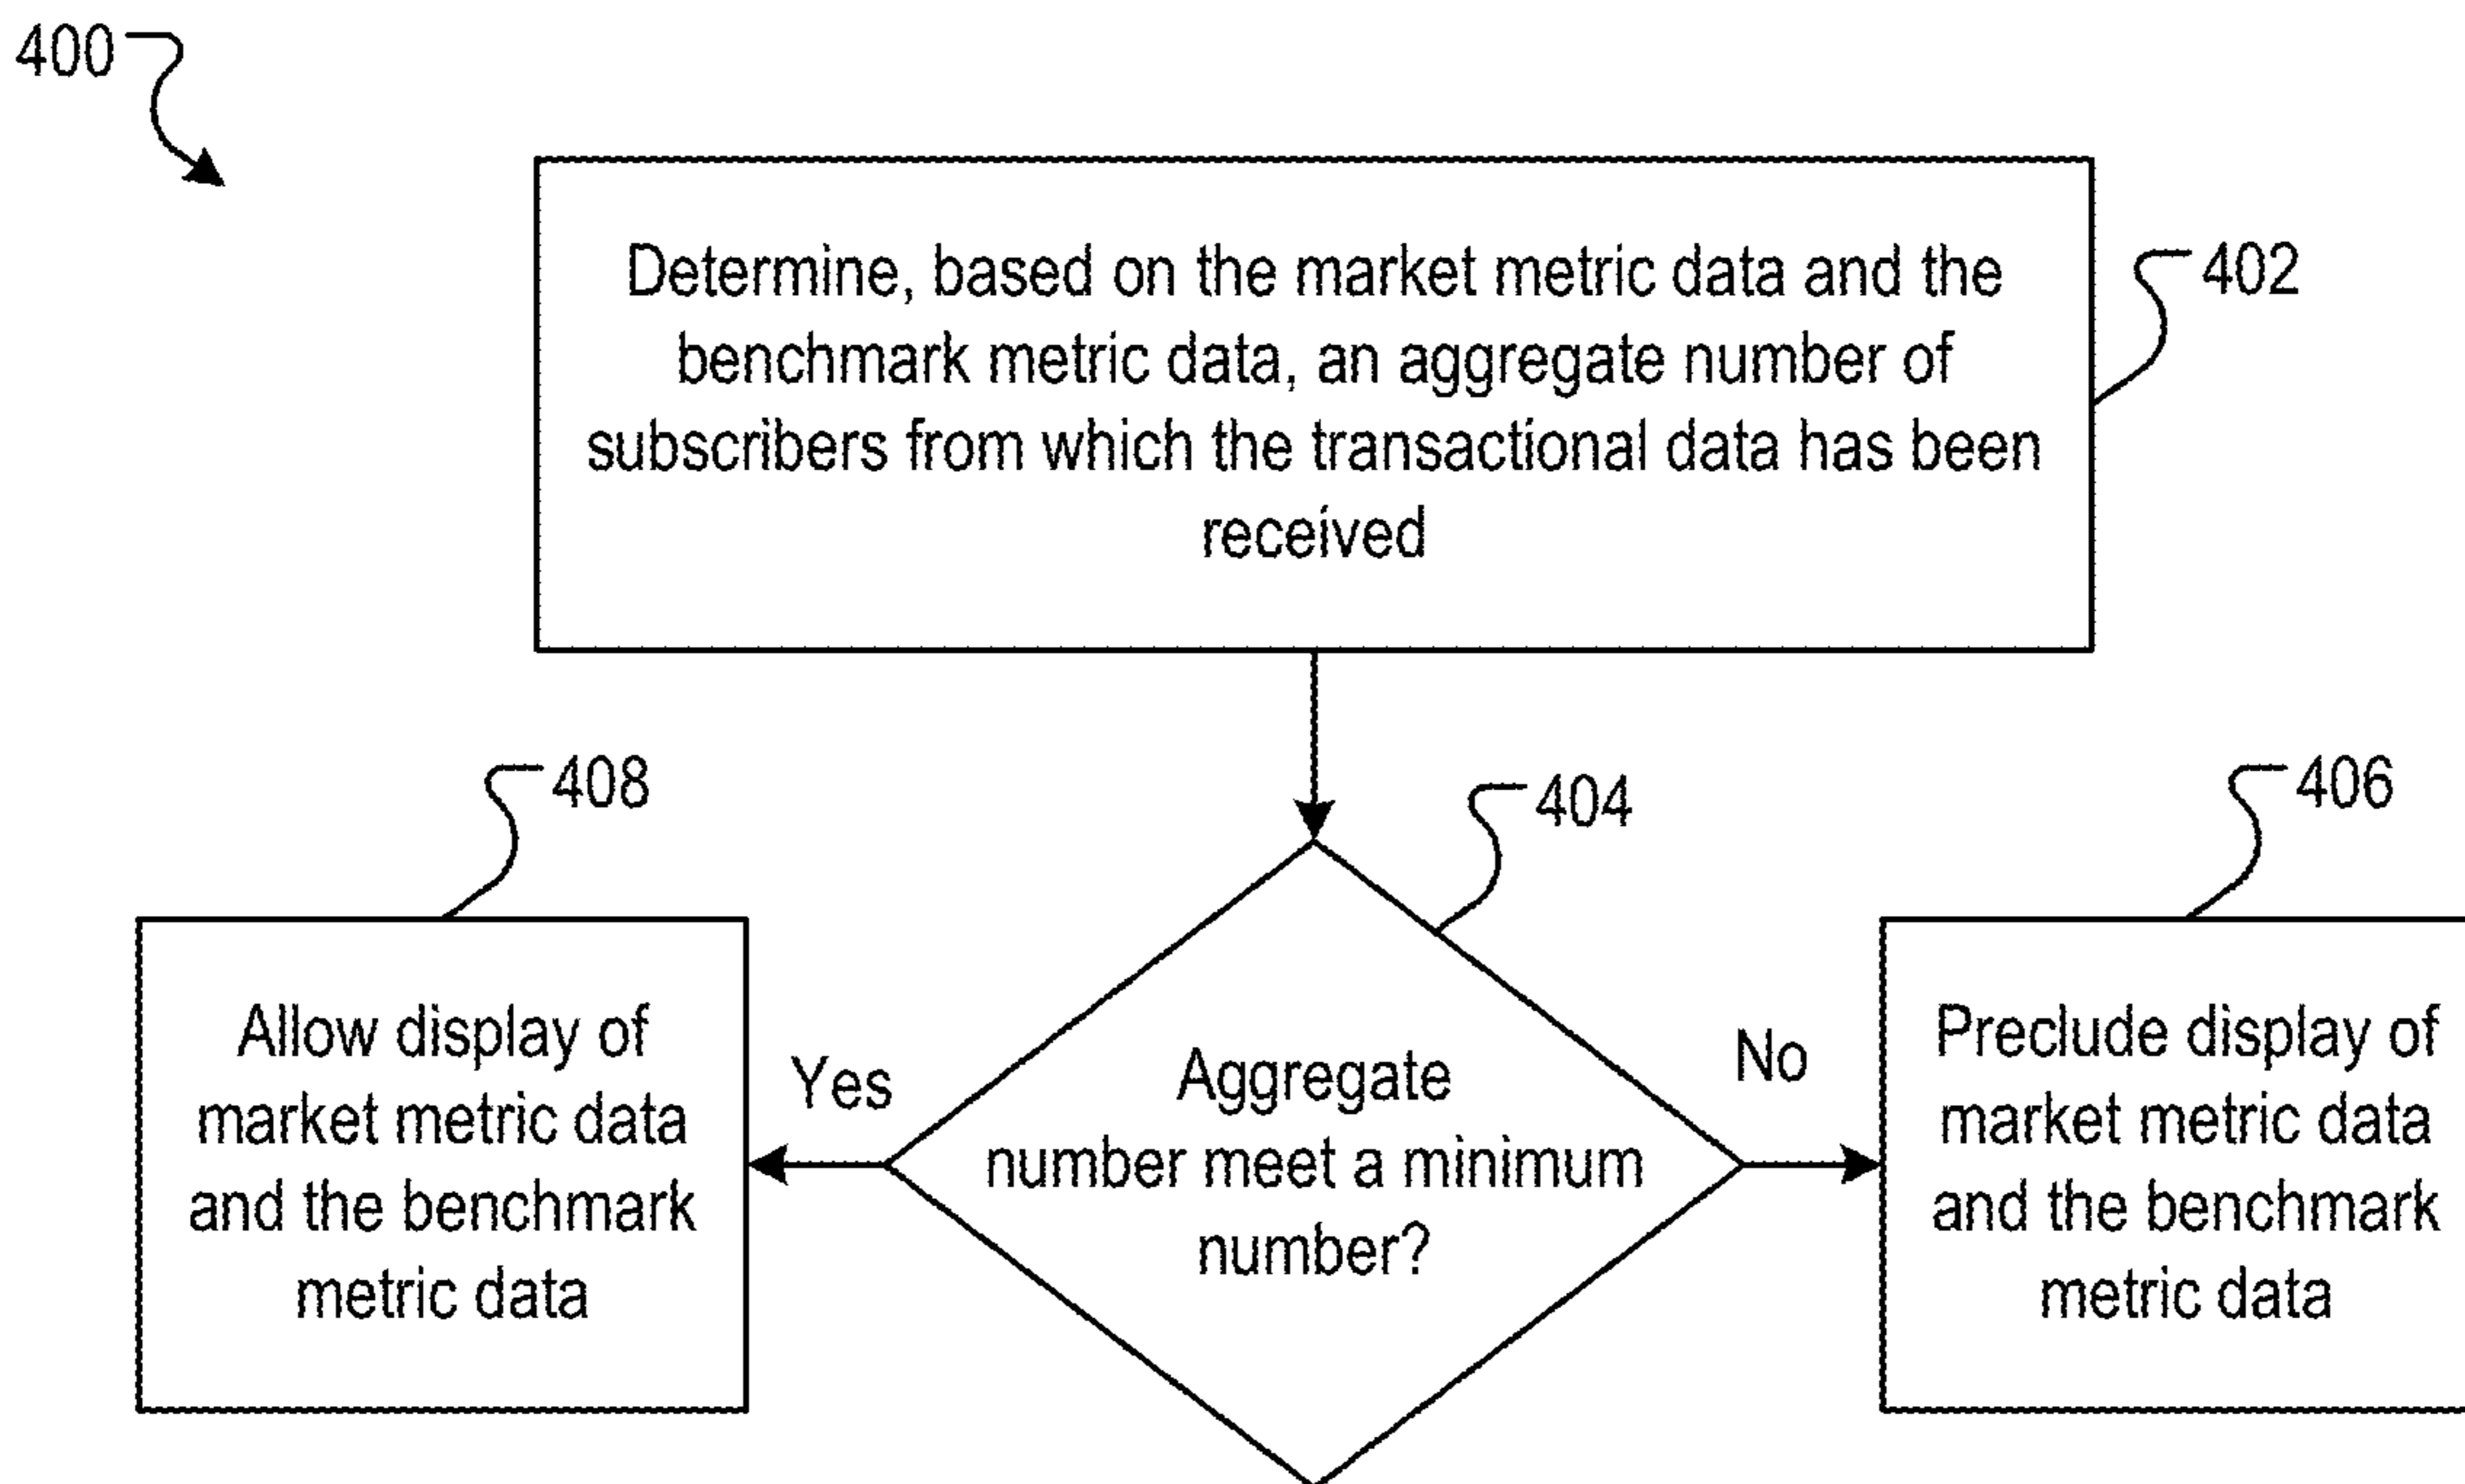 400
Determine, based on the market metric data and the
benchmark metric data, an aggregate number of
subscribers from which the transactional data has been
received
402
408
404
406
Allow display of
market metric data
and the benchmark
metric data
Yes
Aggregate
number meet a minimum
number?
No
Preclude display of
market metric data
and the benchmark
metric data